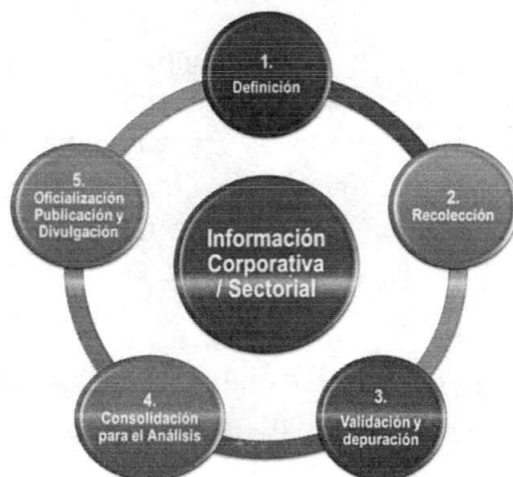 1.
Definición
2.
Recolección
3.
Validación y
depuración
4.
Consolidación
para el Análisis
5.
Oficialización
Publicación y
Divulgación
Información
Corporativa
/ Sectorial